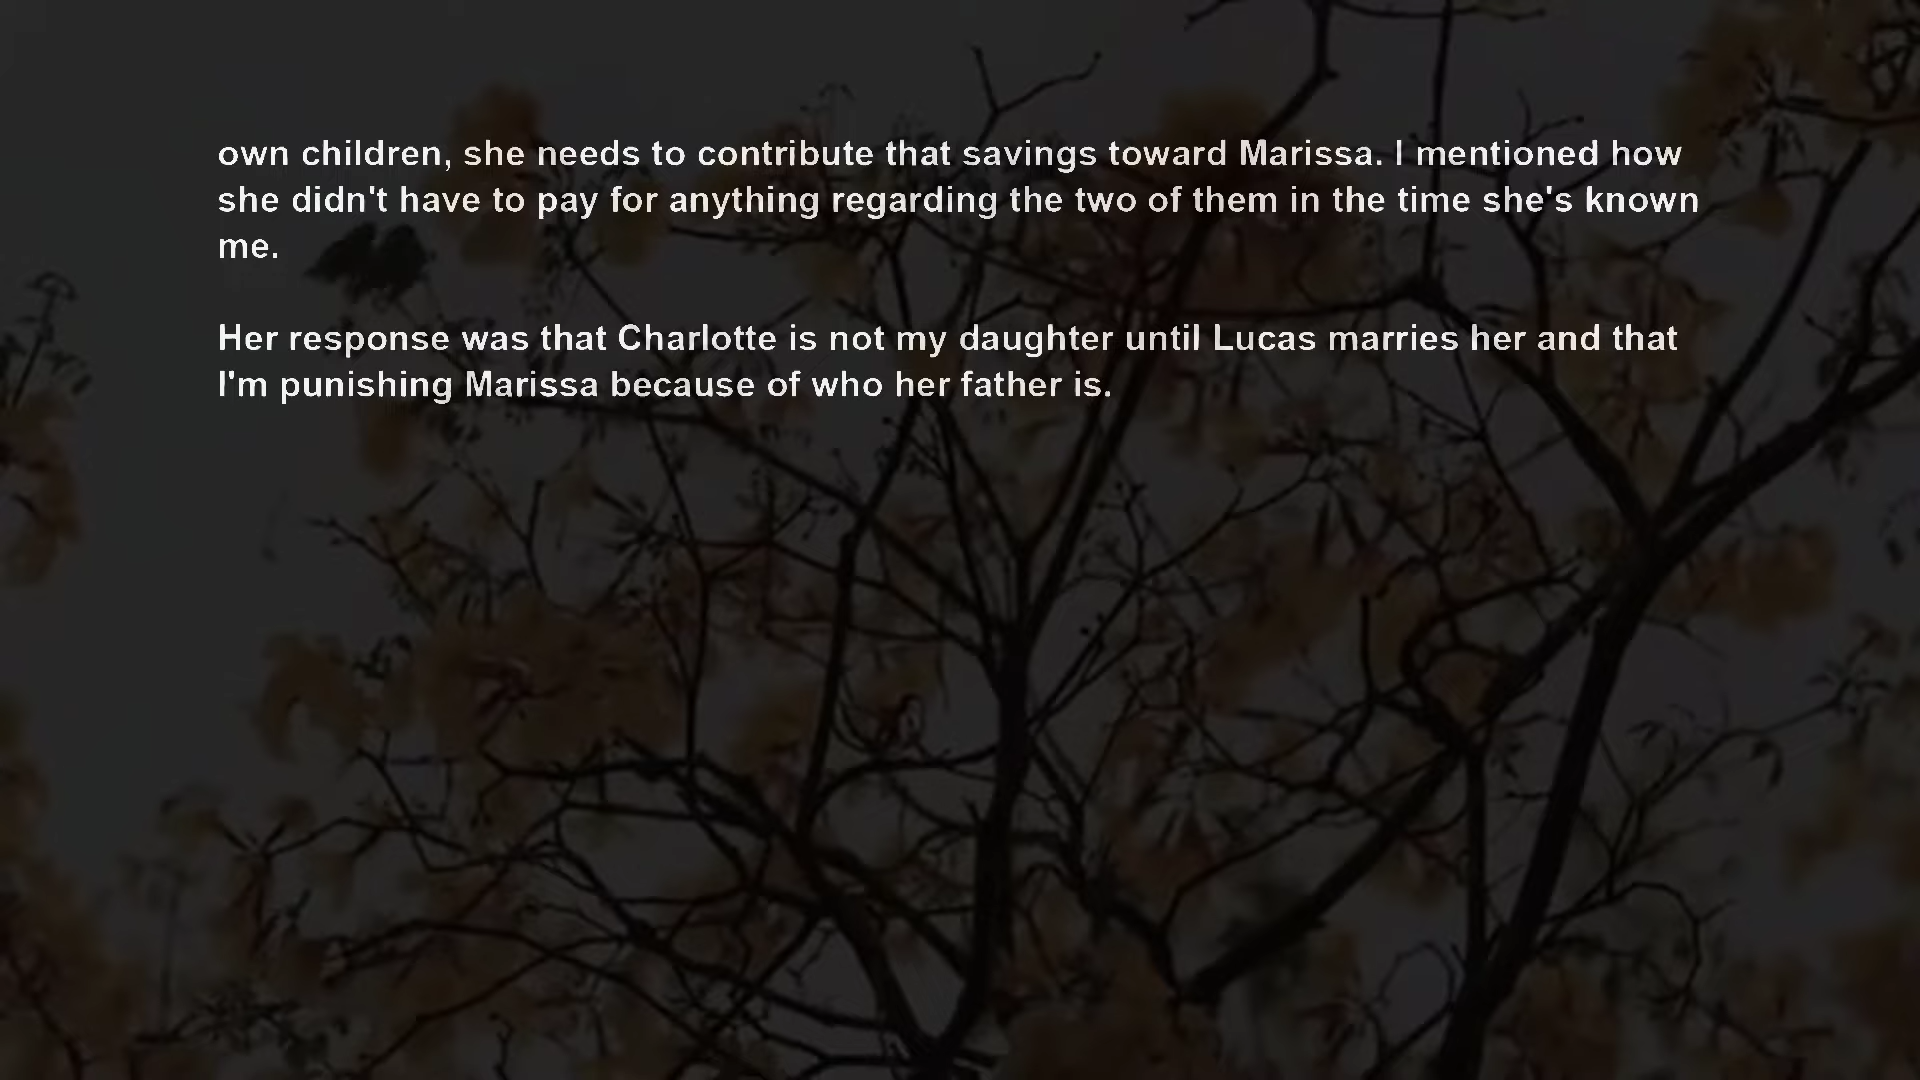 own children, she needs to contribute that savings toward Marissa. I mentioned how
she didn't have to pay for anything regarding the two of them in the time she's known
me.
Her response was that Charlotte is not my daughter until Lucas marries her and that
I'm punishing Marissa because of who her father is.